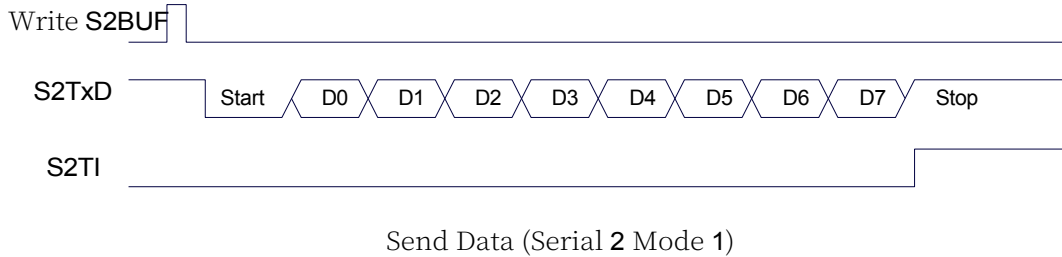 Write S2BUF
S2TxD Start D0 D1 D2 D3 D4 D5 D6 D7 Stop
S2TI
Send Data (Serial 2 Mode 1)